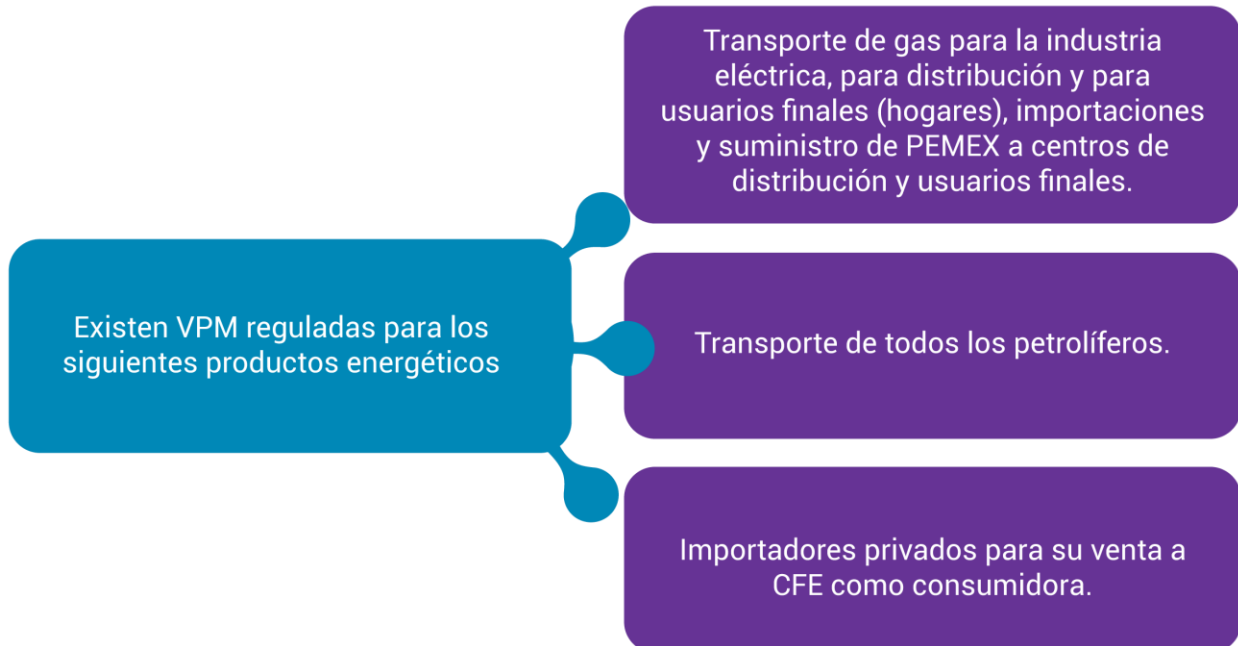 Transporte de gas para la industria
eléctrica, para distribución y para
usuarios finales (hogares), importaciones
y suministro de PEMEX a centros de
distribución y usuarios finales.
Existen VPM reguladas para los
siguientes productos energéticos
Transporte de todos los petrolíferos.
Importadores privados para su venta a
CFE como consumidora.